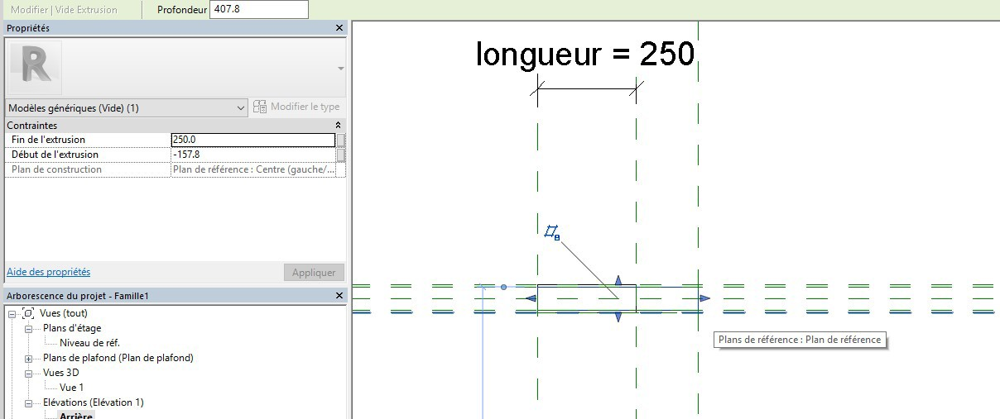 Modifier | Vide Extrusion
Profondeur 407.8
Propriétés
R
Modèles génériques (Vide) (1)
Modifier le type
Contraintes
Fin de l'extrusion 250.0
Début de l'extrusion -157.8
Plan de construction Plan de référence : Centre (gauche/...
Aide des propriétés
Appliquer
Arborescence du projet - Famille1
Vues (tout)
Plans d'étage
Niveau de réf.
Plans de plafond (Plan de plafond)
Vues 3D
Vue 1
Elévations (Elévation 1)
Arrière
longueur = 250
Plans de référence : Plan de référence